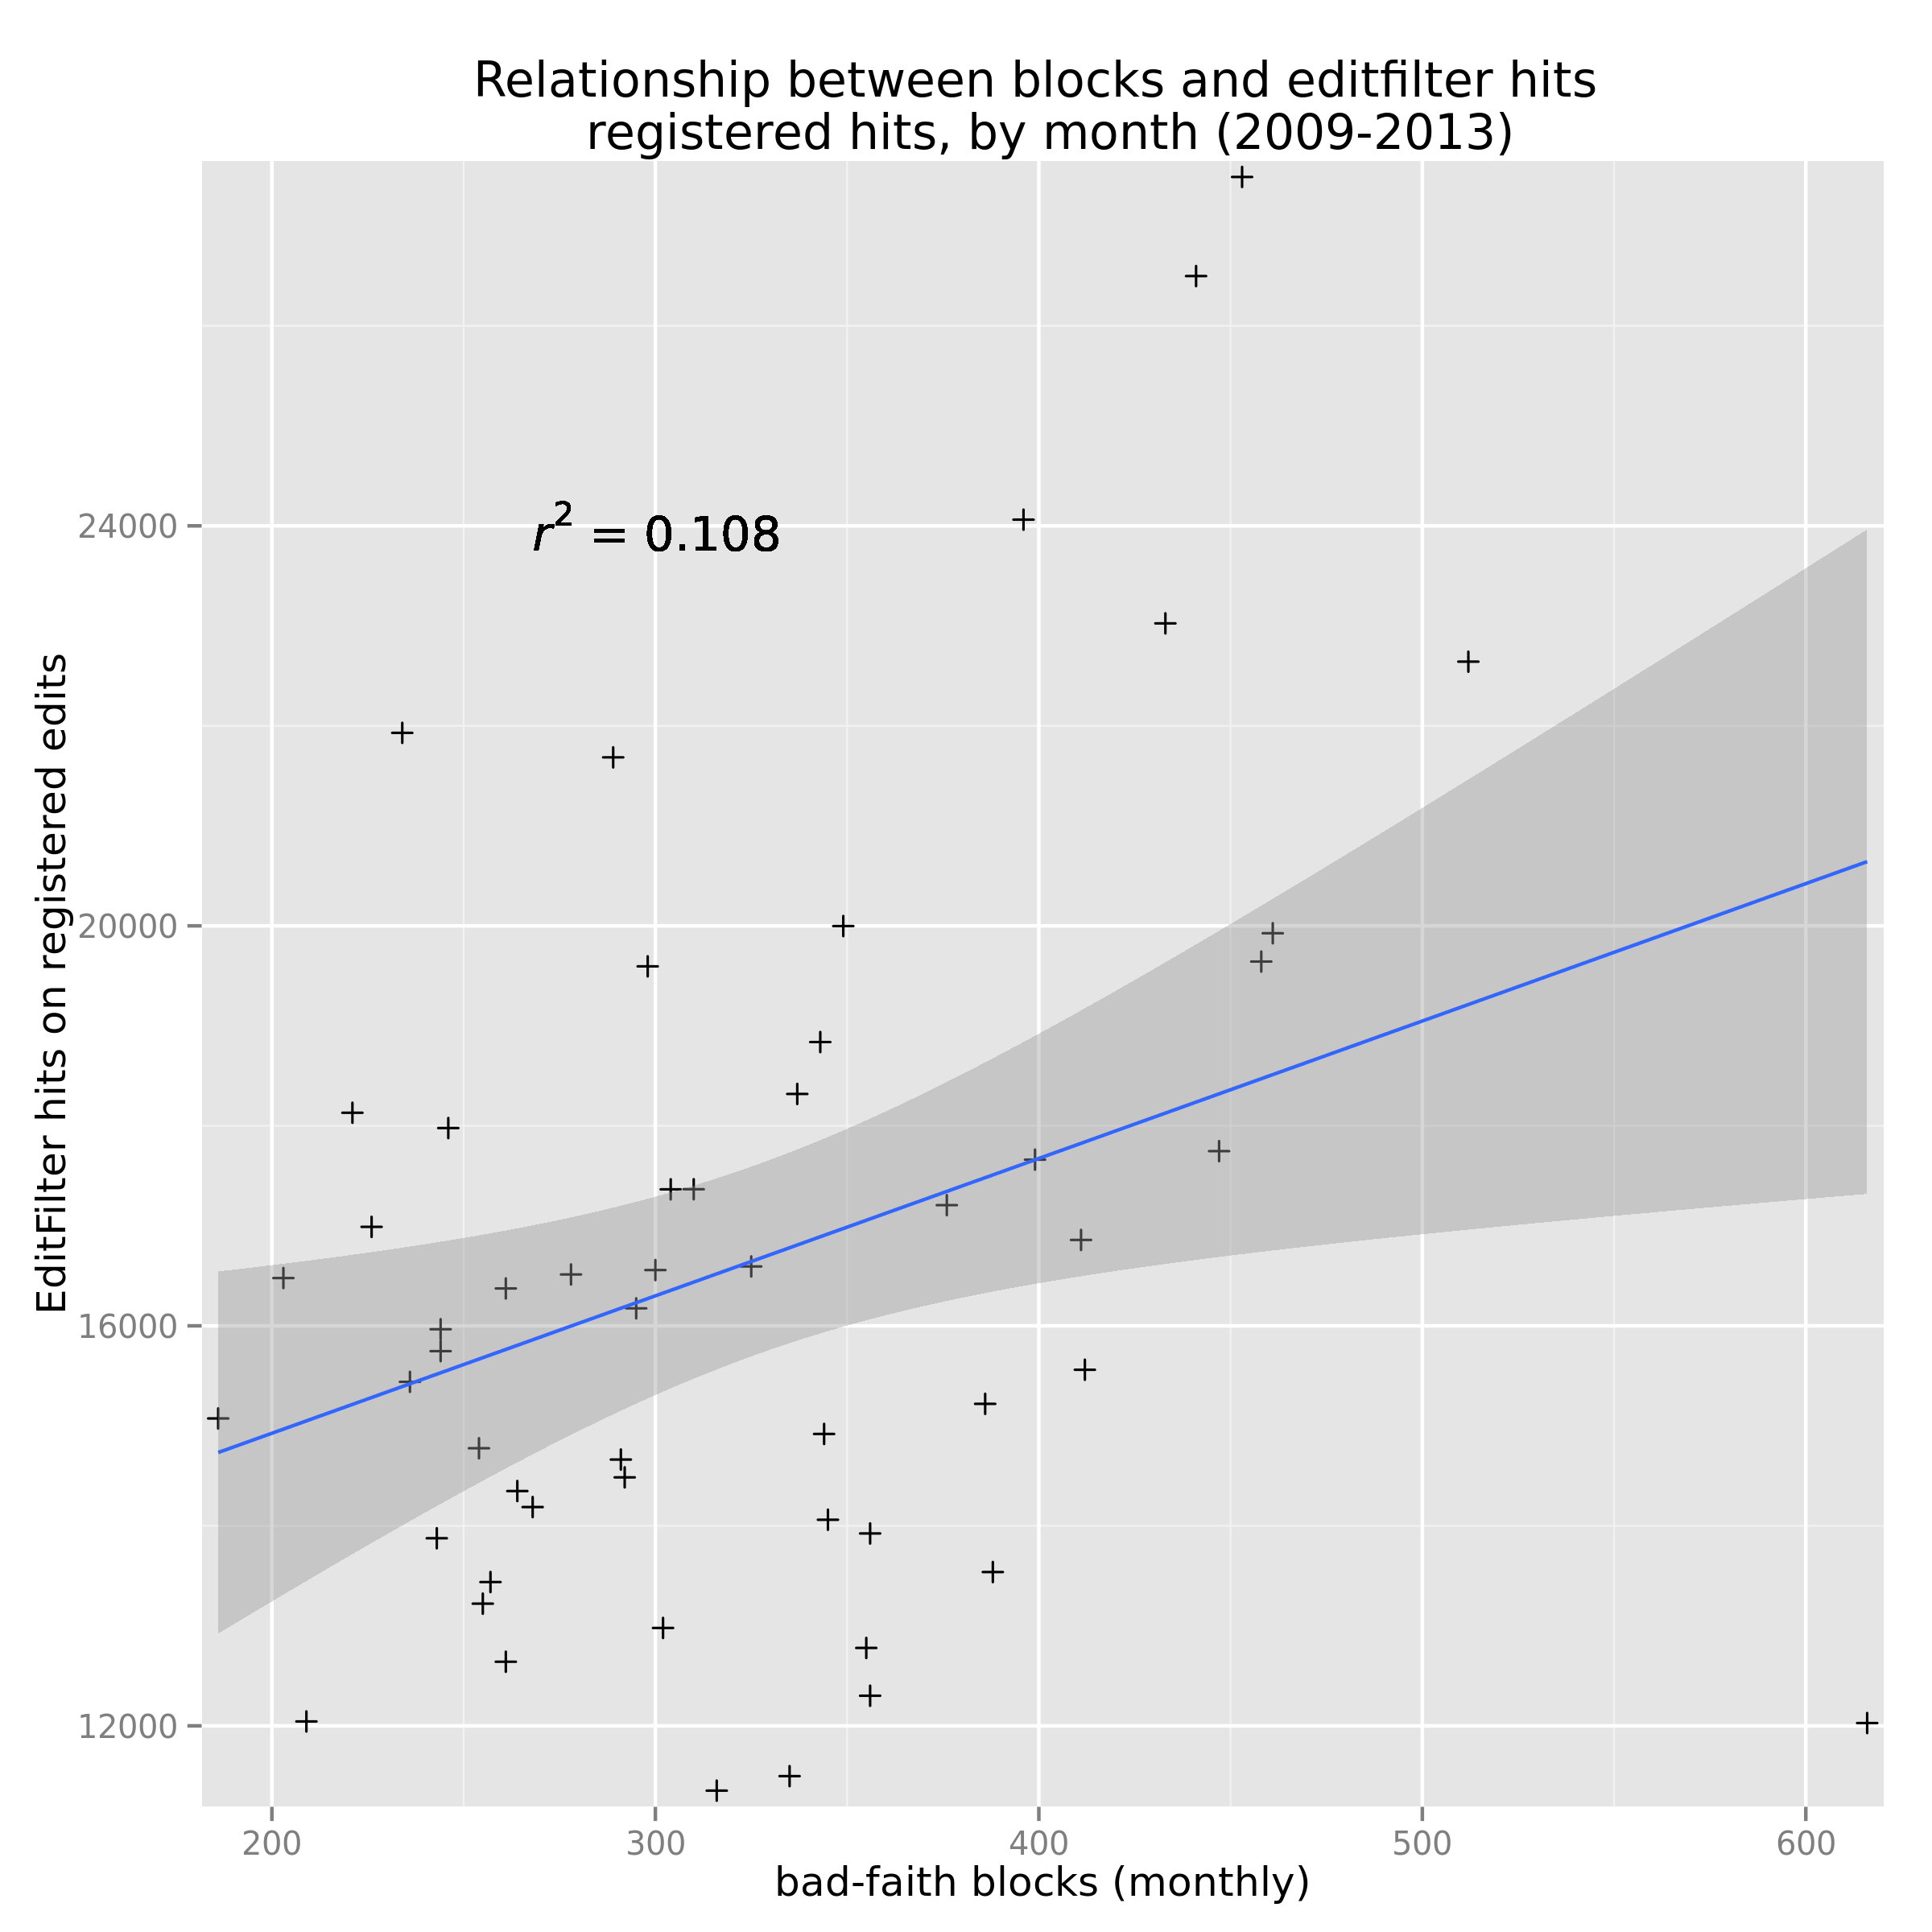 Relationship between blocks and editfilter hits
registered hits, by month (2009-2013)
r² = 0.108
EditFilter hits on registered edits
24000
20000
16000
12000
200 300 400 500 600
bad-faith blocks (monthly)